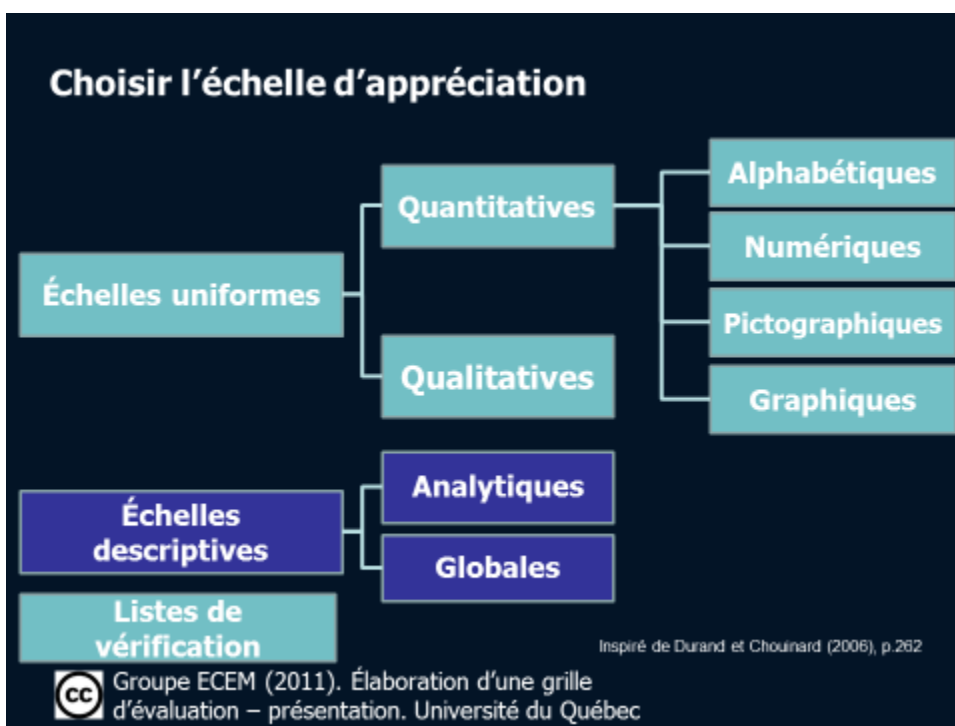 Choisir l'échelle d'appréciation
Échelles uniformes
Quantitatives
Qualitatives
Alphabétiques
Numériques
Pictographiques
Graphiques
Échelles
descriptives
Analytiques
Globales
Listes de
vérification
Inspiré de Durand et Chouinard (2006), p.262
cc
Groupe ECEM (2011). Élaboration d'une grille
d'évaluation – présentation. Université du Québec